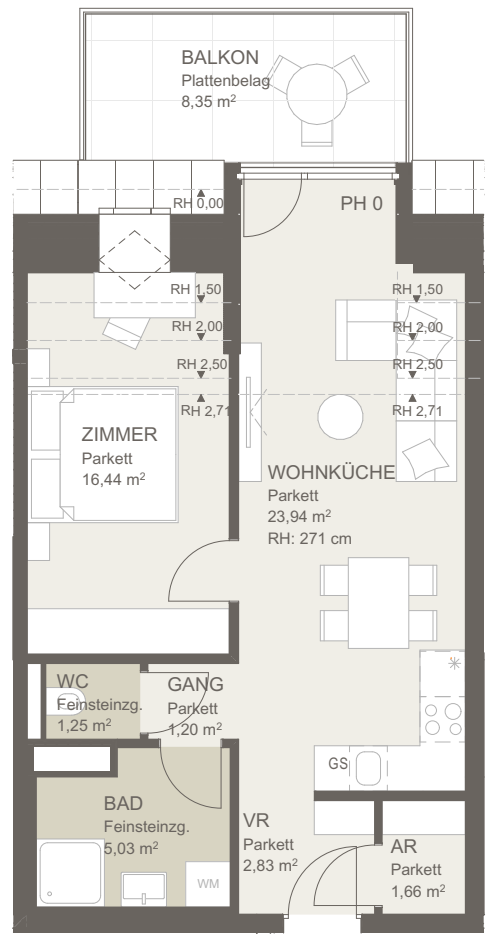 BALKON
Plattenbelag
8,35 m²
RH 0,00
PH 0
RH 1,50
RH 1,50
RH 2,00
RH 2,00
RH 2,50
RH 2,50
RH 2,71
RH 2,71
ZIMMER
Parkett
16,44 m²
WOHNKÜCHE
Parkett
23,94 m²
RH: 271 cm
WC
Feinsteinzg.
1,25 m²
GANG
Parkett
1,20 m²
GS
BAD
Feinsteinzg.
5,03 m²
VR
Parkett
2,83 m²
AR
Parkett
1,66 m²
WM